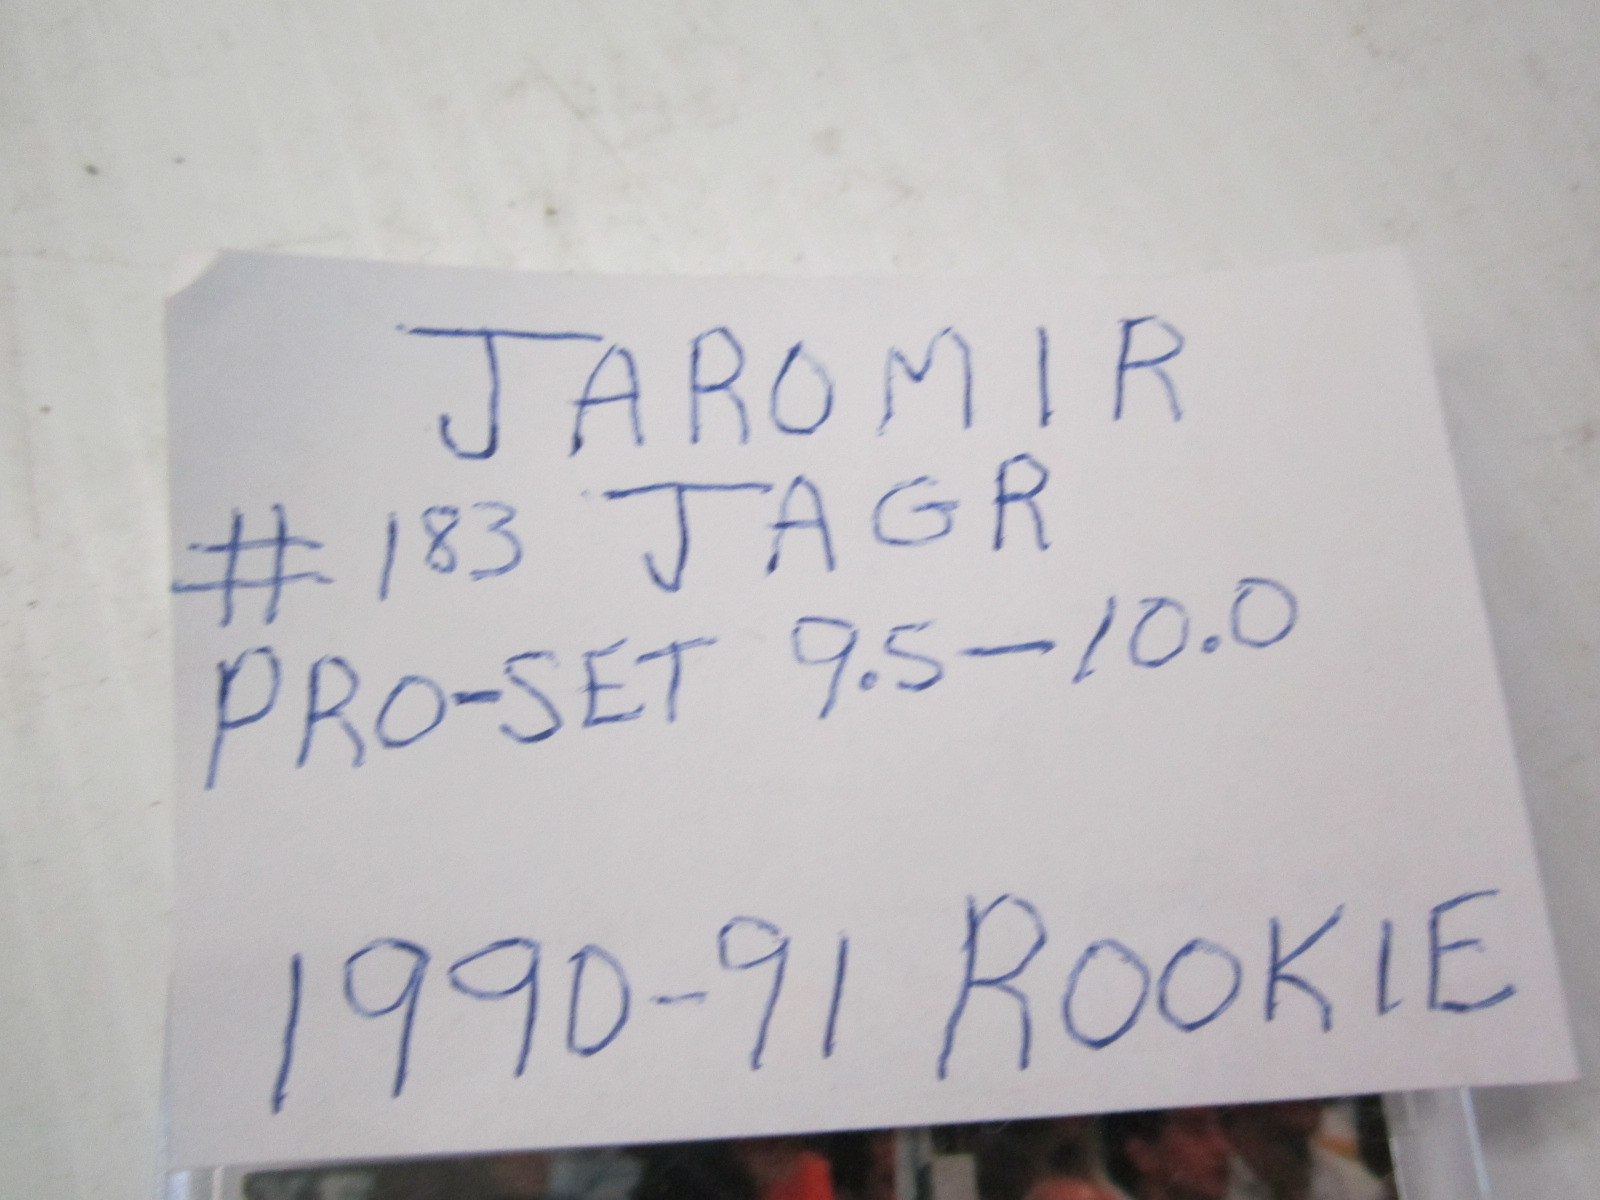 JAROMIR
# 183 JAGR
PRO-SET 9.5-10.0
1990-91 ROOKIE